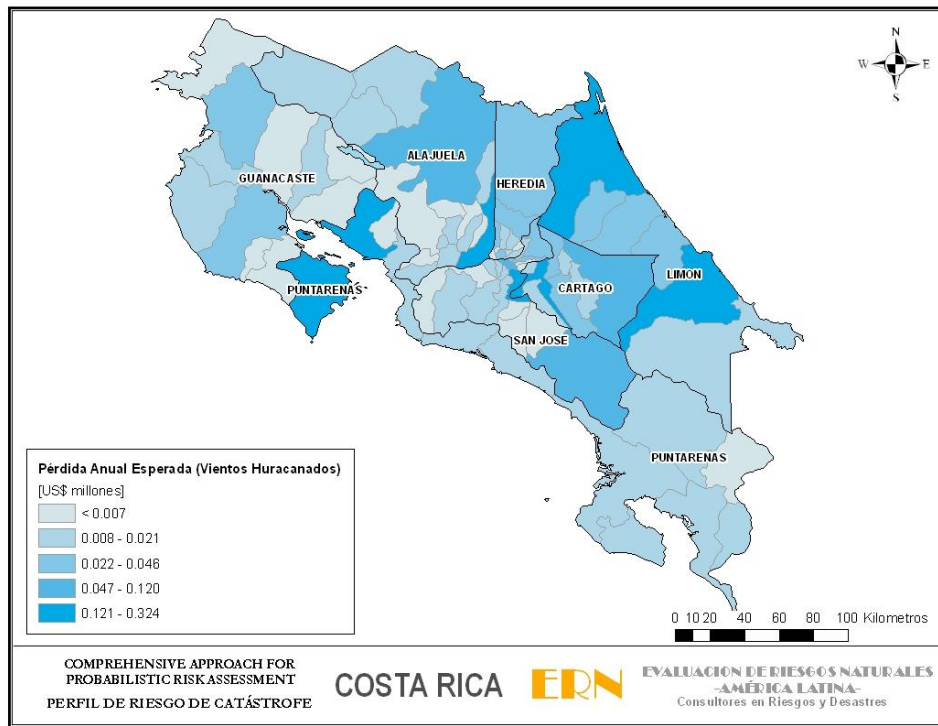 N
W E
S
ALAJUELA
HEREDIA
GUANACASTE
LIMON
PUNTARENAS
CARTAGO
SAN JOSE
PUNTARENAS
Pérdida Anual Esperada (Vientos Huracanados)
[US$ millones]
< 0.007
0.008 - 0.021
0.022 - 0.046
0.047 - 0.120
0.121 - 0.324
0 10 20 40 60 80 100 Kilometros
COMPREHENSIVE APPROACH FOR
PROBABILISTIC RISK ASSESSMENT
PERFIL DE RIESGO DE CATÁSTROFE
COSTA RICA
ERN
EVALUACION DE RIESGOS NATURALES
-AMÉRICA LATINA-
Consultores en Riesgos y Desastres